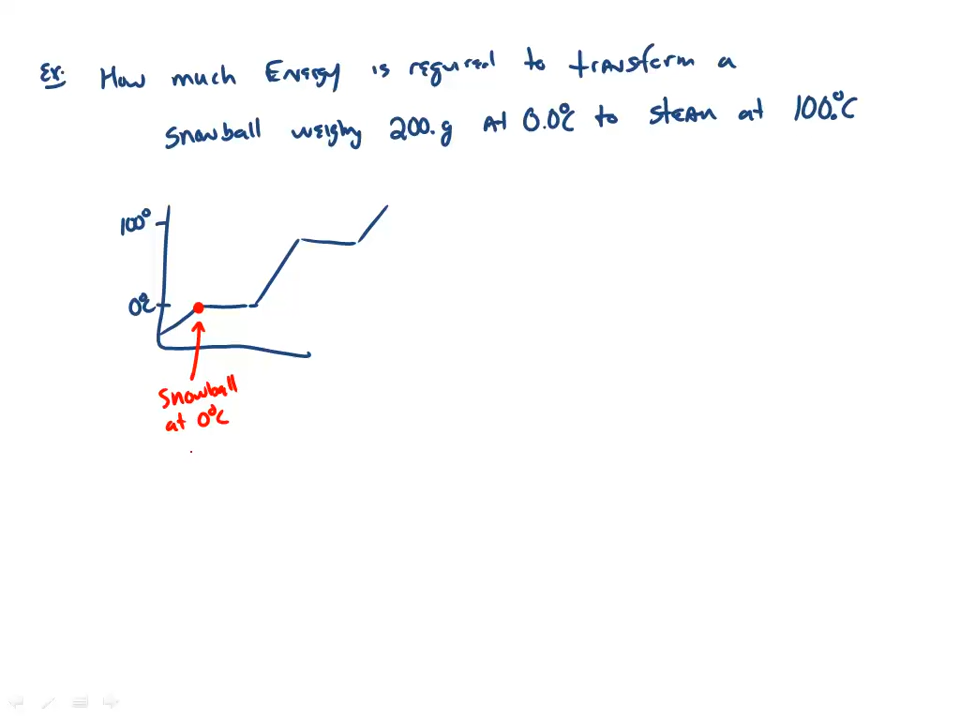 Ex: How much Energy is required to transform a
Snowball weighing 200.g At 0.0°C to steam at 100.°C
100°
0°C
Snowball
at 0°C